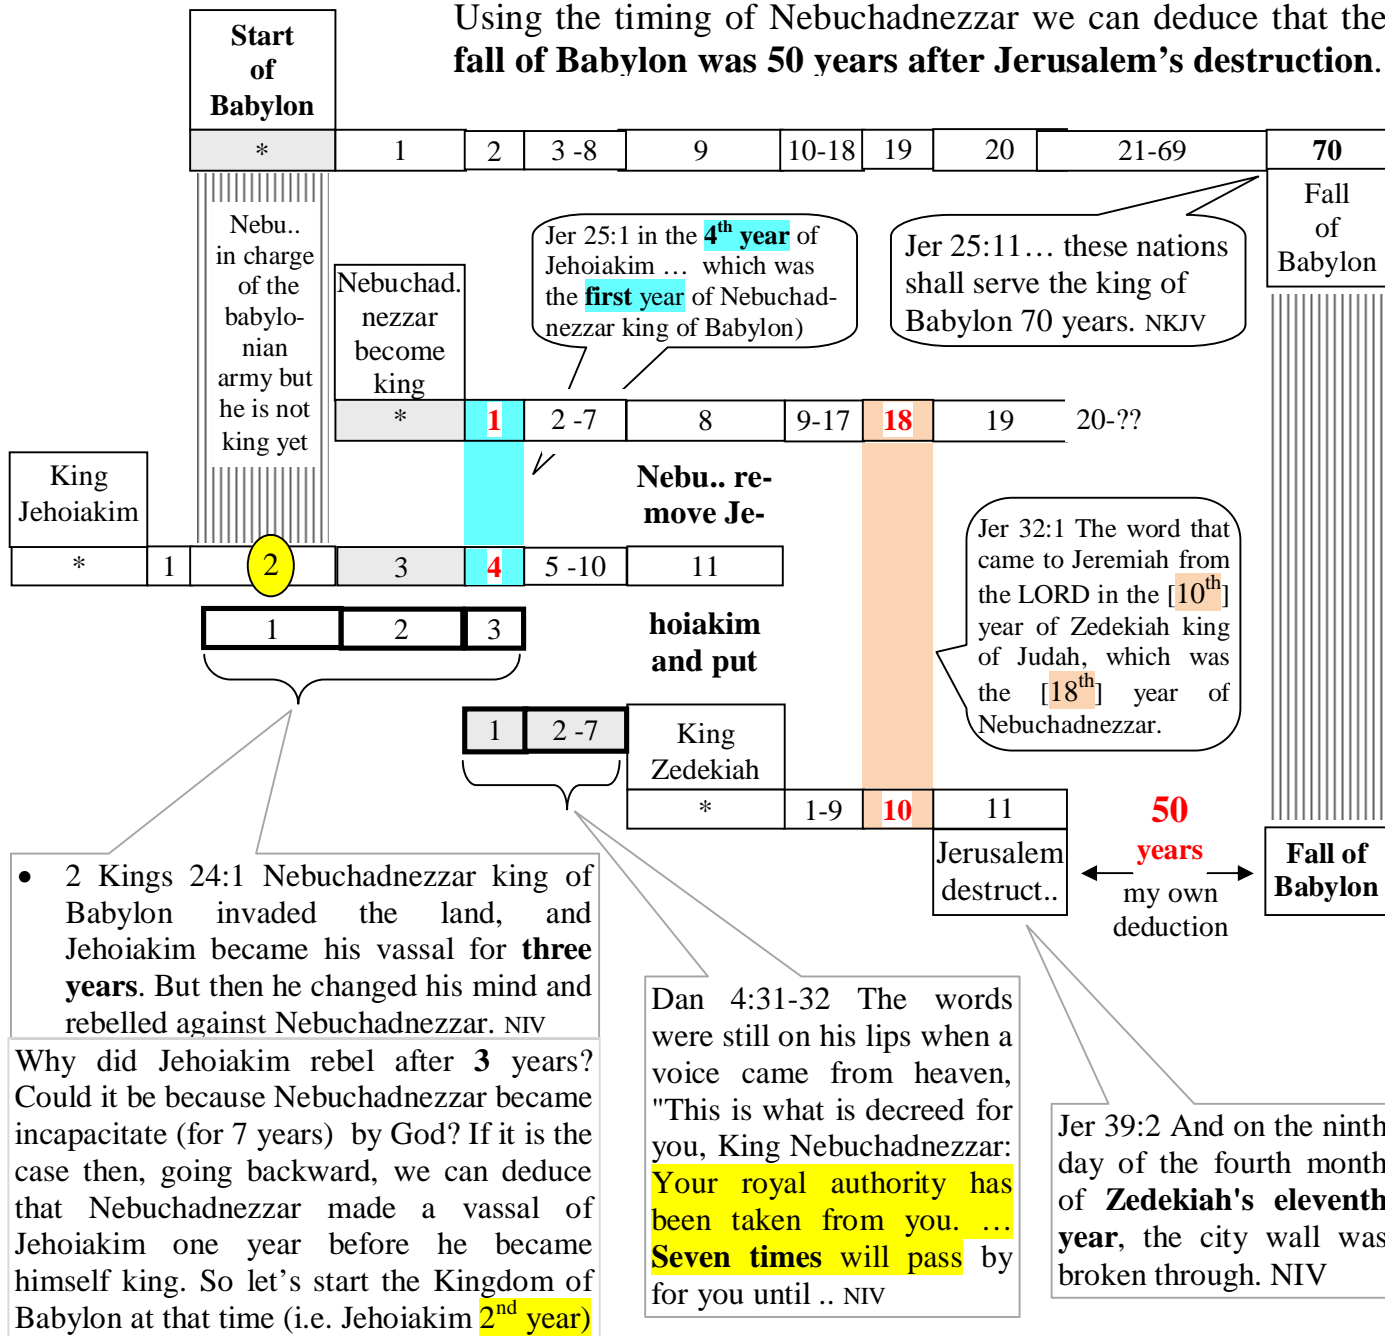 Using the timing of Nebuchadnezzar we can deduce that the
fall of Babylon was 50 years after Jerusalem's destruction.
Start
of
Babylon
* 1 2 3 -8 9 10-18 19 20 21-69 70
Fall
of
Babylon
Nebu..
in charge
of the
babylo-
nian
army but
he is not
king yet
Nebuchad.
nezzar
become
king
Jer 25:1 in the 4th year of
Jehoiakim … which was
the first year of Nebuchad-
nezzar king of Babylon)
Jer 25:11… these nations
shall serve the king of
Babylon 70 years. NKJV
* 1 2 -7 8 9-17 18 19 20-??
King
Jehoiakim
Nebu.. re-
move Je-
* 1 2 3 4 5 -10 11
1 2 3
hoiakim
and put
Jer 32:1 The word that
came to Jeremiah from
the LORD in the [10th]
year of Zedekiah king
of Judah, which was
the [18th] year of
Nebuchadnezzar.
1 2 -7
King
Zedekiah
* 1-9 10 11
Jerusalem
destruct..
50
years
my own
deduction
Fall of
Babylon
• 2 Kings 24:1 Nebuchadnezzar king of
Babylon invaded the land, and
Jehoiakim became his vassal for three
years. But then he changed his mind and
rebelled against Nebuchadnezzar. NIV
Why did Jehoiakim rebel after 3 years?
Could it be because Nebuchadnezzar became
incapacitate (for 7 years) by God? If it is the
case then, going backward, we can deduce
that Nebuchadnezzar made a vassal of
Jehoiakim one year before he became
himself king. So let's start the Kingdom of
Babylon at that time (i.e. Jehoiakim 2nd year)
Dan 4:31-32 The words
were still on his lips when a
voice came from heaven,
"This is what is decreed for
you, King Nebuchadnezzar:
Your royal authority has
been taken from you. …
Seven times will pass by
for you until .. NIV
Jer 39:2 And on the ninth
day of the fourth month
of Zedekiah's eleventh
year, the city wall was
broken through. NIV